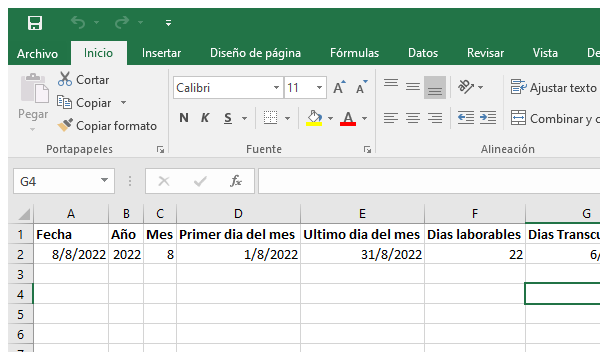 Archivo Inicio Insertar Diseño de página Fórmulas Datos Revisar Vista
Cortar
Copiar
Copiar formato
Pegar
Calibri 11 A A
N K S A
Ajustar texto
Combinar y c
Portapapeles Fuente Alineación
G4 fx
A B C D E F G
1 Fecha Año Mes Primer dia del mes Ultimo dia del mes Dias laborables Dias Transcu
2 8/8/2022 2022 8 1/8/2022 31/8/2022 22 6/
3
4
5
6